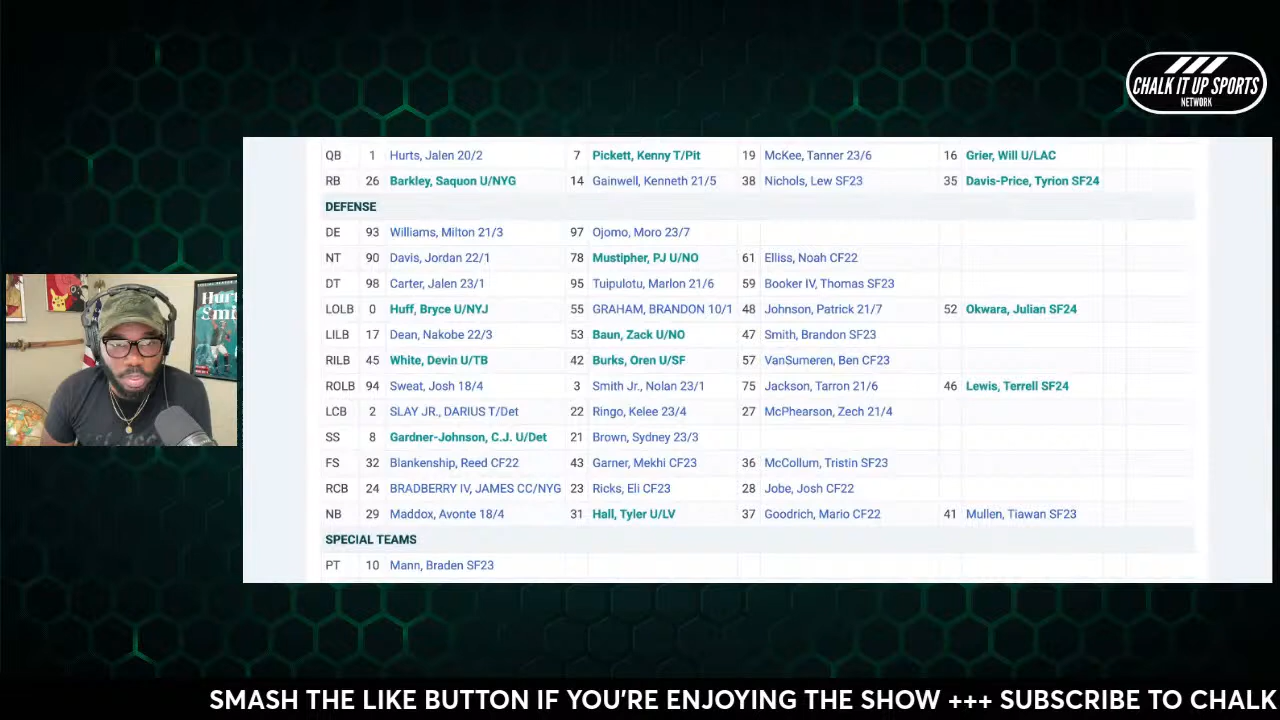 CHALK IT UP SPORTS
NETWORK
QB 1 Hurts, Jalen 20/2 7 Pickett, Kenny T/Pit 19 McKee, Tanner 23/6 16 Grier, Will U/LAC
RB 26 Barkley, Saquon U/NYG 14 Gainwell, Kenneth 21/5 38 Nichols, Lew SF23 35 Davis-Price, Tyrion SF24
DEFENSE
DE 93 Williams, Milton 21/3 97 Ojomo, Moro 23/7
NT 90 Davis, Jordan 22/1 78 Mustipher, PJ U/NO 61 Elliss, Noah CF22
DT 98 Carter, Jalen 23/1 95 Tuipulotu, Marlon 21/6 59 Booker IV, Thomas SF23
LOLB 0 Huff, Bryce U/NYJ 55 GRAHAM, BRANDON 10/1 48 Johnson, Patrick 21/7 52 Okwara, Julian SF24
LILB 17 Dean, Nakobe 22/3 53 Baun, Zack U/NO 47 Smith, Brandon SF23
RILB 45 White, Devin U/TB 42 Burks, Oren U/SF 57 VanSumeren, Ben CF23
ROLB 94 Sweat, Josh 18/4 3 Smith Jr., Nolan 23/1 75 Jackson, Tarron 21/6 46 Lewis, Terrell SF24
LCB 2 SLAY JR., DARIUS T/Det 22 Ringo, Kelee 23/4 27 McPhearson, Zech 21/4
SS 8 Gardner-Johnson, C.J. U/Det 21 Brown, Sydney 23/3
FS 32 Blankenship, Reed CF22 43 Garner, Mekhi CF23 36 McCollum, Tristin SF23
RCB 24 BRADBERRY IV, JAMES CC/NYG 23 Ricks, Eli CF23 28 Jobe, Josh CF22
NB 29 Maddox, Avonte 18/4 31 Hall, Tyler U/LV 37 Goodrich, Mario CF22 41 Mullen, Tiawan SF23
SPECIAL TEAMS
PT 10 Mann, Braden SF23
SMASH THE LIKE BUTTON IF YOU'RE ENJOYING THE SHOW +++ SUBSCRIBE TO CHALK